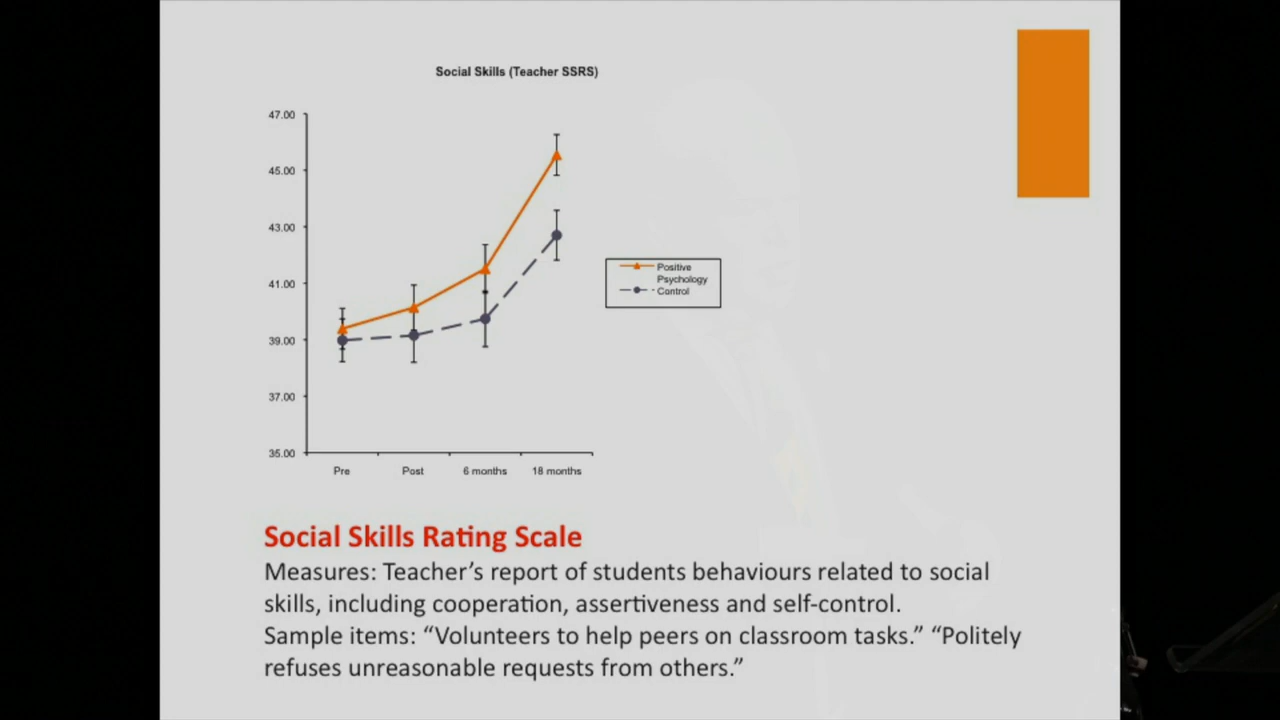 Social Skills (Teacher SSRS)
47.00
45.00
43.00
41.00
39.00
37.00
35.00
Pre
Post
6 months
18 months
Positive
Psychology
Control
Social Skills Rating Scale
Measures: Teacher’s report of students behaviours related to social
skills, including cooperation, assertiveness and self-control.
Sample items: “Volunteers to help peers on classroom tasks.” “Politely
refuses unreasonable requests from others.”